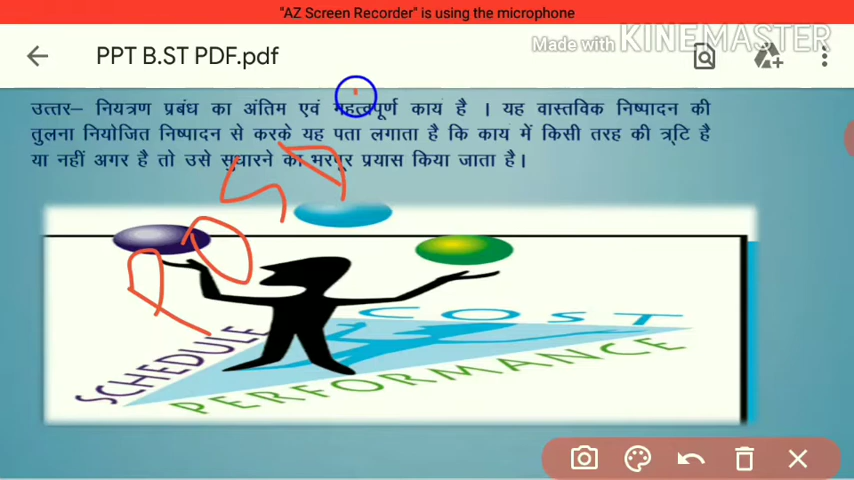 "AZ Screen Recorder" is using the microphone
Made with KINEMASTER
PPT B.ST PDF.pdf
उत्तर– नियत्रण प्रबंध का अंतिम एवं महत्वपूर्ण काय है । यह वास्तविक निष्पादन की
तुलना नियोजित निष्पादन से करके यह पता लगाता है कि काय में किसी तरह की त्र्टि है
या नहीं अगर है तो उसे सुधारने का भरपूर प्रयास किया जाता है।
SCHEDULE
COST
PERFORMANCE